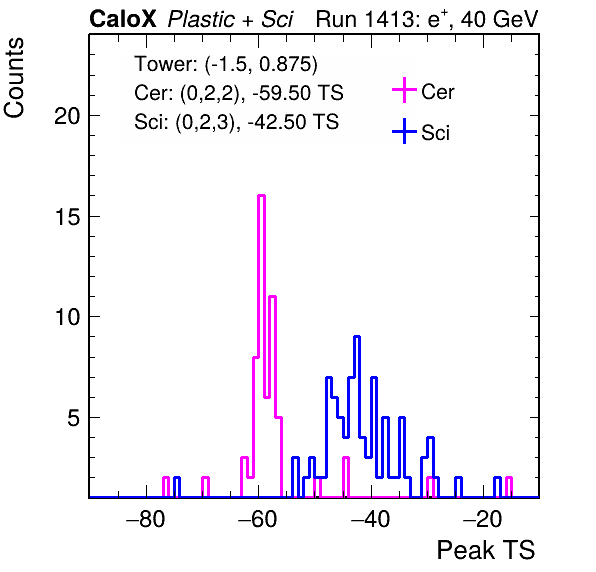 CaloX Plastic + Sci Run 1413: e+, 40 GeV
Counts
Tower: (-1.5, 0.875)
Cer: (0,2,2), -59.50 TS
Sci: (0,2,3), -42.50 TS
Cer
Sci
20
15
10
5
−80 −60 −40 −20
Peak TS